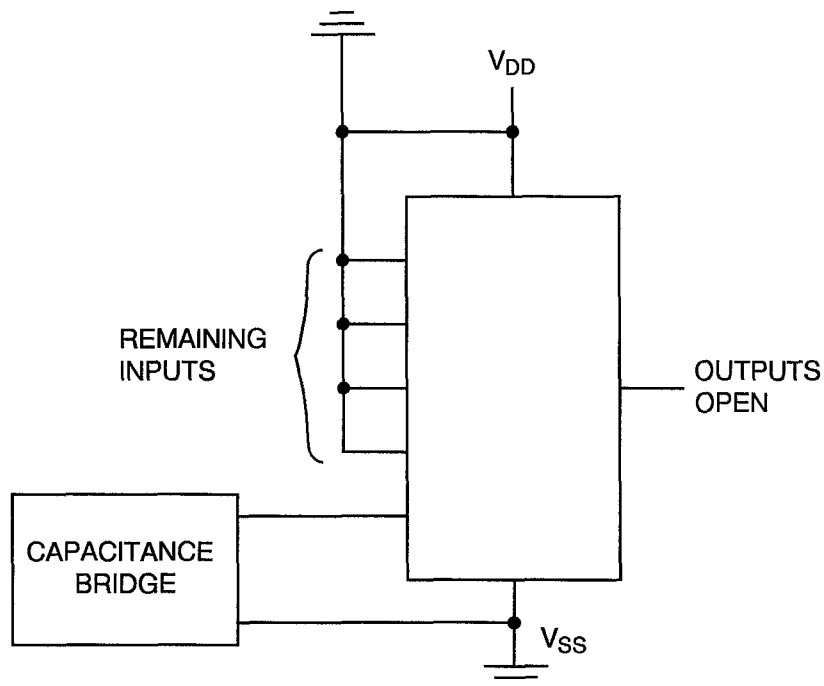 V_DD
REMAINING
INPUTS
OUTPUTS
OPEN
CAPACITANCE
BRIDGE
V_SS